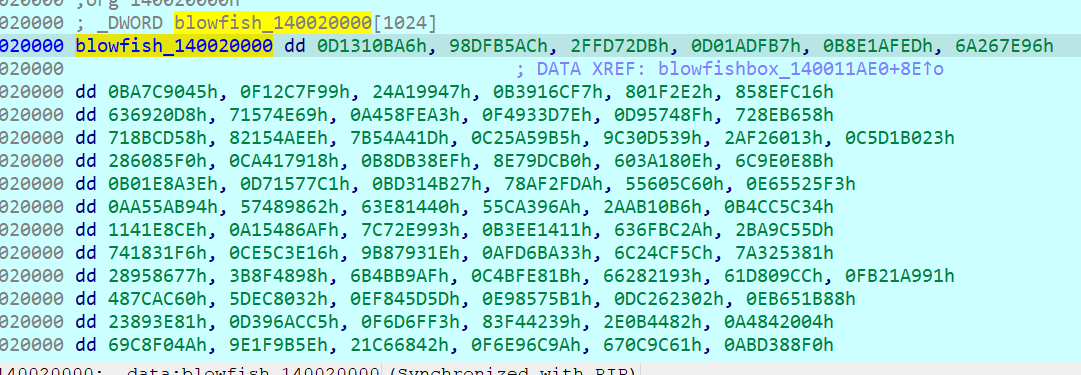 020000 ;org 140020000h
020000 ; _DWORD blowfish_140020000[1024]
020000 blowfish_140020000 dd 0D1310BA6h, 98DFB5ACh, 2FFD72DBh, 0D01ADFB7h, 0B8E1AFEDh, 6A267E96h
020000 ; DATA XREF: blowfishbox_140011AE0+8E↑o
020000 dd 0BA7C9045h, 0F12C7F99h, 24A19947h, 0B3916CF7h, 801F2E2h, 858EFC16h
020000 dd 636920D8h, 71574E69h, 0A458FEA3h, 0F4933D7Eh, 0D95748Fh, 728EB658h
020000 dd 718BCD58h, 82154AEEh, 7B54A41Dh, 0C25A59B5h, 9C30D539h, 2AF26013h, 0C5D1B023h
020000 dd 286085F0h, 0CA417918h, 0B8DB38EFh, 8E79DCB0h, 603A180Eh, 6C9E0E8Bh
020000 dd 0B01E8A3Eh, 0D71577C1h, 0BD314B27h, 78AF2FDAh, 55605C60h, 0E65525F3h
020000 dd 0AA55AB94h, 57489862h, 63E81440h, 55CA396Ah, 2AAB10B6h, 0B4CC5C34h
020000 dd 1141E8CEh, 0A15486AFh, 7C72E993h, 0B3EE1411h, 636FBC2Ah, 2BA9C55Dh
020000 dd 741831F6h, 0CE5C3E16h, 9B87931Eh, 0AFD6BA33h, 6C24CF5Ch, 7A325381h
020000 dd 28958677h, 3B8F4898h, 6B4BB9AFh, 0C4BFE81Bh, 66282193h, 61D809CCh, 0FB21A991h
020000 dd 487CAC60h, 5DEC8032h, 0EF845D5Dh, 0E98575B1h, 0DC262302h, 0EB651B88h
020000 dd 23893E81h, 0D396ACC5h, 0F6D6FF3h, 83F44239h, 2E0B4482h, 0A4842004h
020000 dd 69C8F04Ah, 9E1F9B5Eh, 21C66842h, 0F6E96C9Ah, 670C9C61h, 0ABD388F0h
140020000: .data:blowfish_140020000 (Synchronized with RIP)